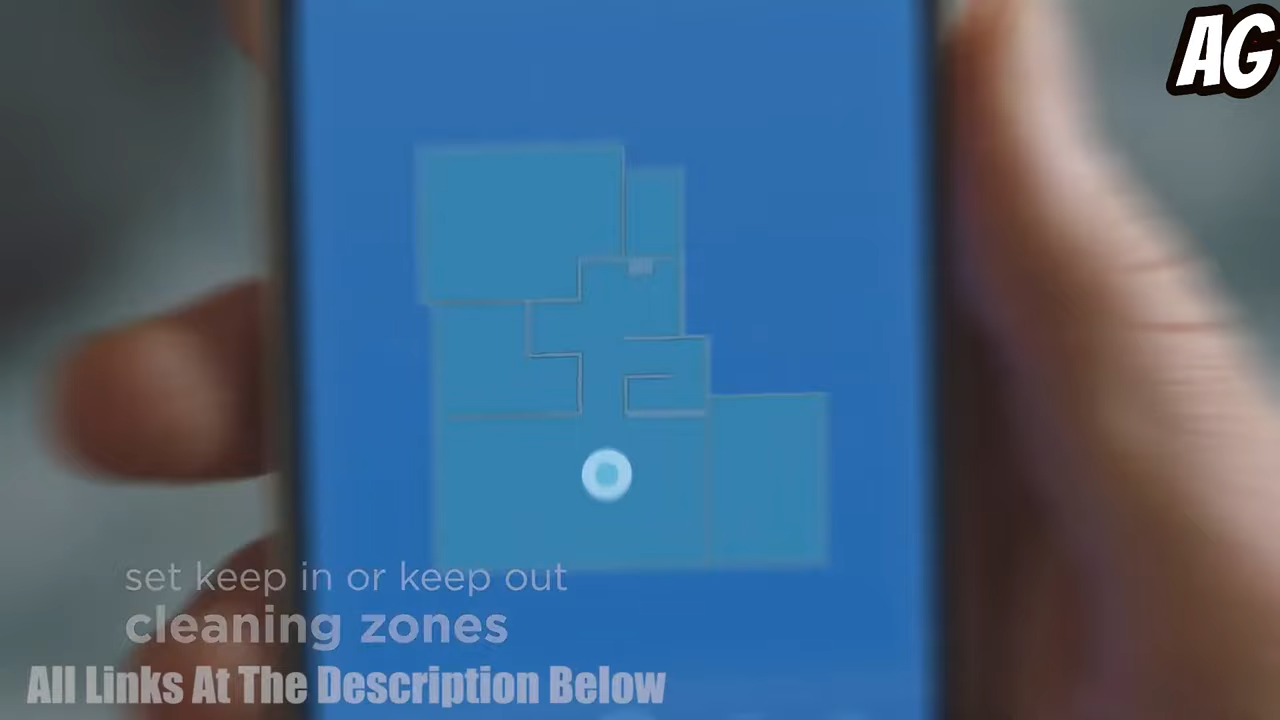 AG
set keep in or keep out
cleaning zones
All Links At The Description Below